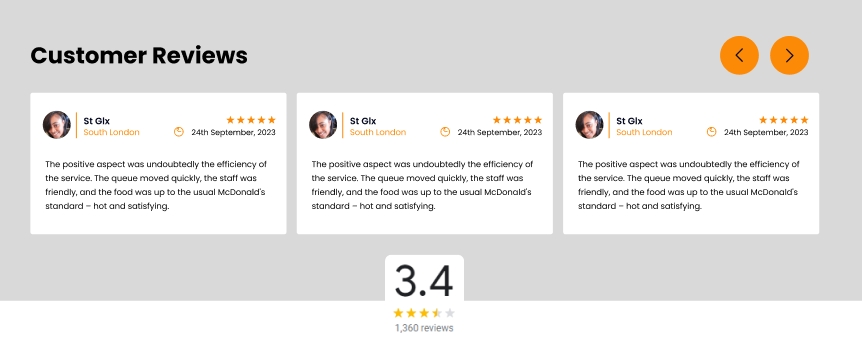 Customer Reviews
St Glx
South London
24th September, 2023
The positive aspect was undoubtedly the efficiency of
the service. The queue moved quickly, the staff was
friendly, and the food was up to the usual McDonald's
standard – hot and satisfying.
St Glx
South London
24th September, 2023
The positive aspect was undoubtedly the efficiency of
the service. The queue moved quickly, the staff was
friendly, and the food was up to the usual McDonald's
standard – hot and satisfying.
St Glx
South London
24th September, 2023
The positive aspect was undoubtedly the efficiency of
the service. The queue moved quickly, the staff was
friendly, and the food was up to the usual McDonald's
standard – hot and satisfying.
3.4
1,360 reviews